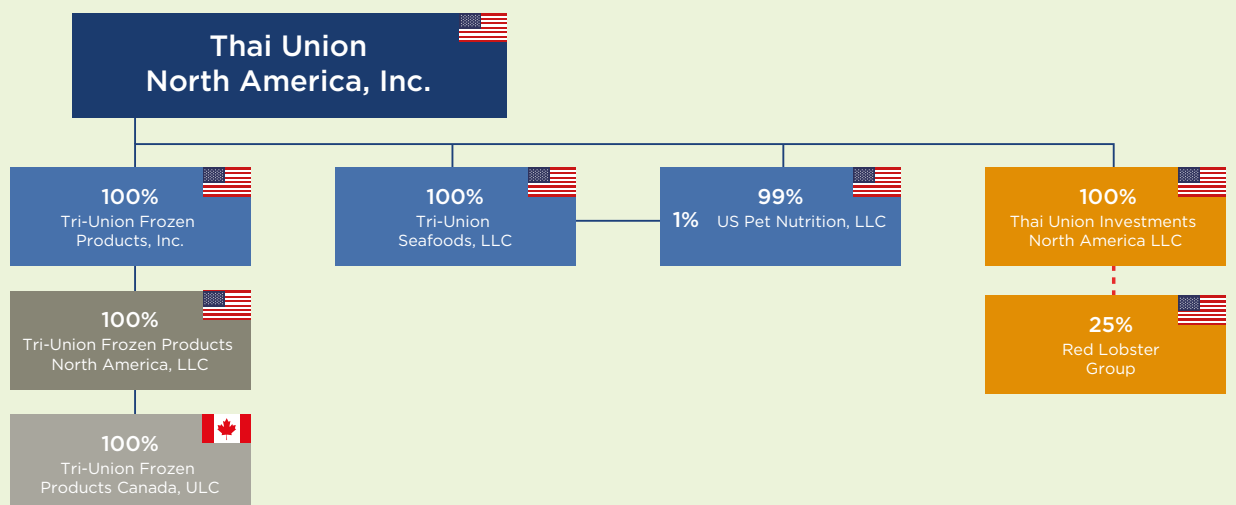 Thai Union
North America, Inc.
100%
Tri-Union Frozen
Products, Inc.
100%
Tri-Union
Seafoods, LLC
99%
1% US Pet Nutrition, LLC
100%
Thai Union Investments
North America LLC
100%
Tri-Union Frozen Products
North America, LLC
25%
Red Lobster
Group
100%
Tri-Union Frozen
Products Canada, ULC